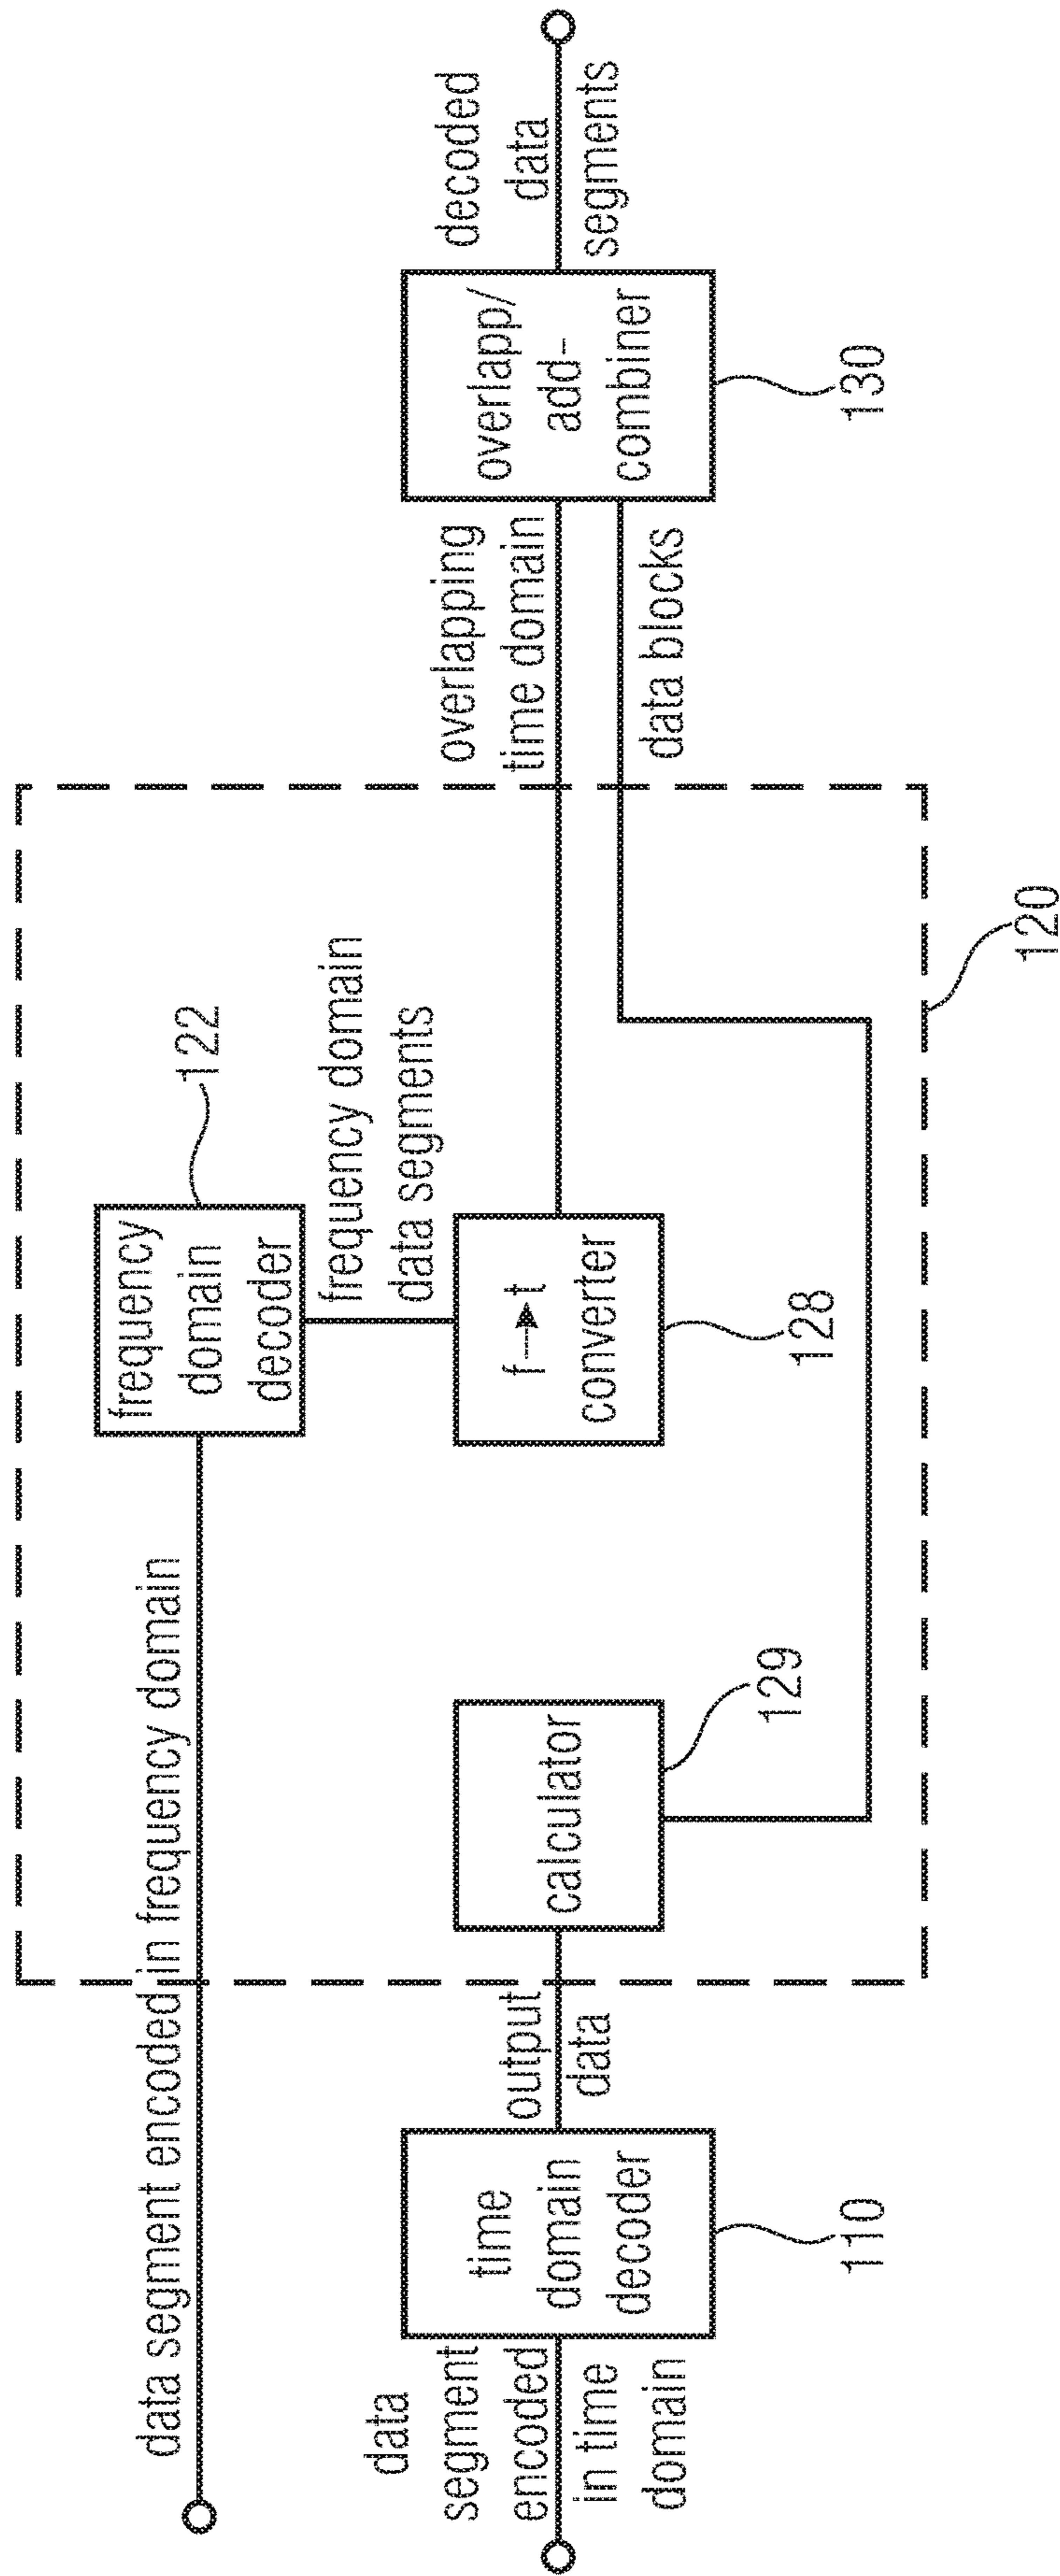 data segment encoded in frequency domain
data
segment
encoded
in time
domain
time
domain
decoder
110
output
data
calculator
129
frequency
domain
decoder
122
frequency domain
data segments
f→t
converter
128
120
overlapping
time domain
data blocks
overlapp/
add-
combiner
130
decoded
data
segments